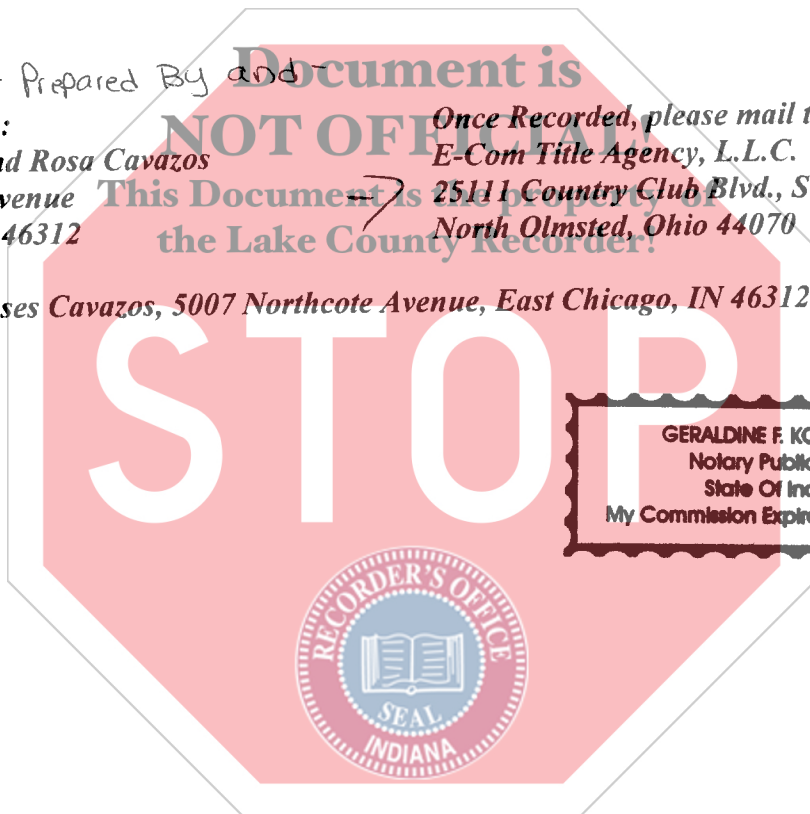 Prepared By and-
:
nd Rosa Cavazos
venue
46312
Once Recorded, please mail t
E-Com Title Agency, L.L.C.
25111 Country Club Blvd., S
North Olmsted, Ohio 44070
ses Cavazos, 5007 Northcote Avenue, East Chicago, IN 46312
Document is
NOT OFFICIAL!
This Document is the property of
the Lake County Recorder!
STOP
GERALDINE F. KO
Notary Public
State Of Ind
My Commission Expir
RECORDER'S OFFICE
SEAL
INDIANA